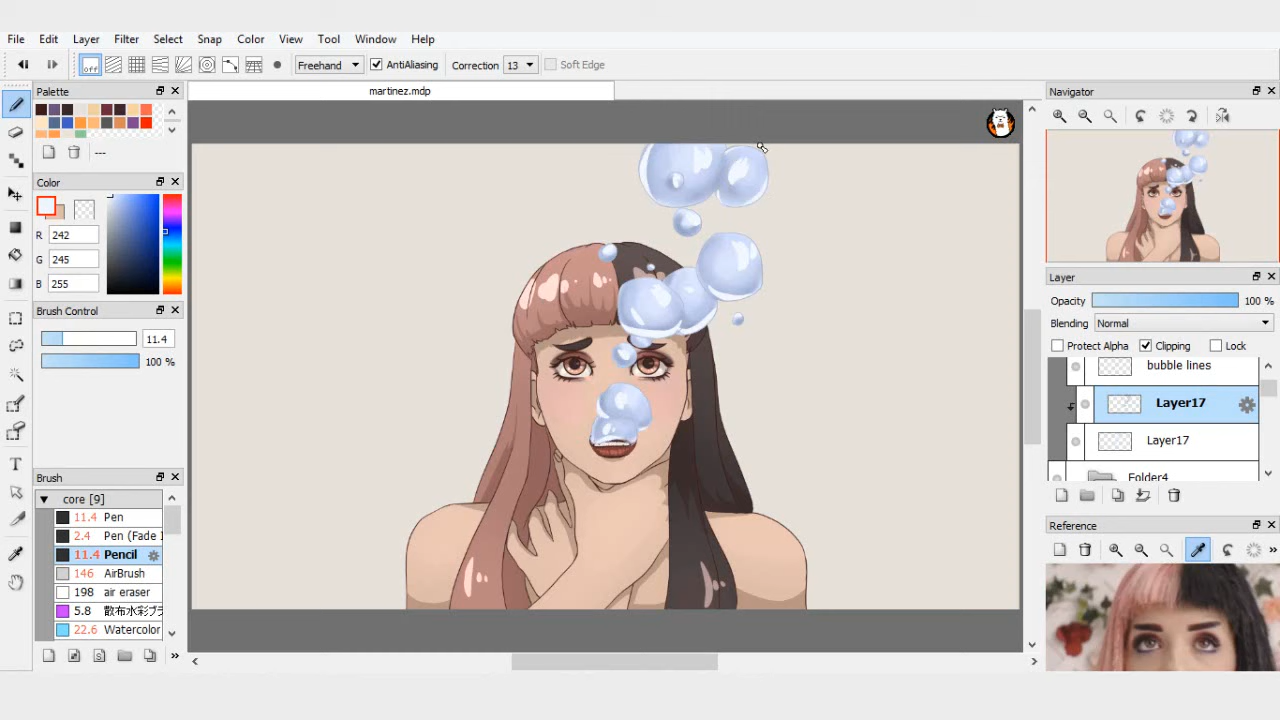 File Edit Layer Filter Select Snap Color View Tool Window Help
off Freehand AntiAliasing Correction 13 Soft Edge
Palette martinez.mdp Navigator
---
Color
R 242
G 245
B 255
Brush Control
11.4
100 %
Layer
Opacity 100 %
Blending Normal
Protect Alpha Clipping Lock
bubble lines
Layer17
Layer17
Folder4
Brush
core [9]
11.4 Pen
2.4 Pen (Fade
11.4 Pencil
146 AirBrush
198 air eraser
5.8 散布水彩ブラ
22.6 Watercolor
Reference